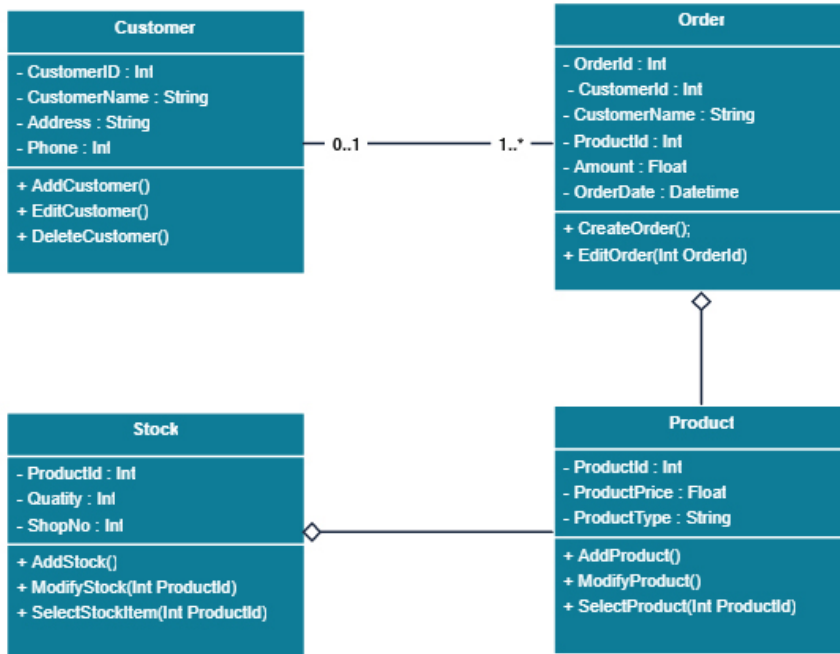 Customer
- CustomerID : Int
- CustomerName : String
- Address : String
- Phone : Int
+ AddCustomer()
+ EditCustomer()
+ DeleteCustomer()
0..1
1..*
Order
- OrderId : Int
- CustomerId : Int
- CustomerName : String
- ProductId : Int
- Amount : Float
- OrderDate : Datetime
+ CreateOrder();
+ EditOrder(Int OrderId)
Stock
- ProductId : Int
- Quatity : Int
- ShopNo : Int
+ AddStock()
+ ModifyStock(Int ProductId)
+ SelectStockItem(Int ProductId)
Product
- ProductId : Int
- ProductPrice : Float
- ProductType : String
+ AddProduct()
+ ModifyProduct()
+ SelectProduct(Int ProductId)